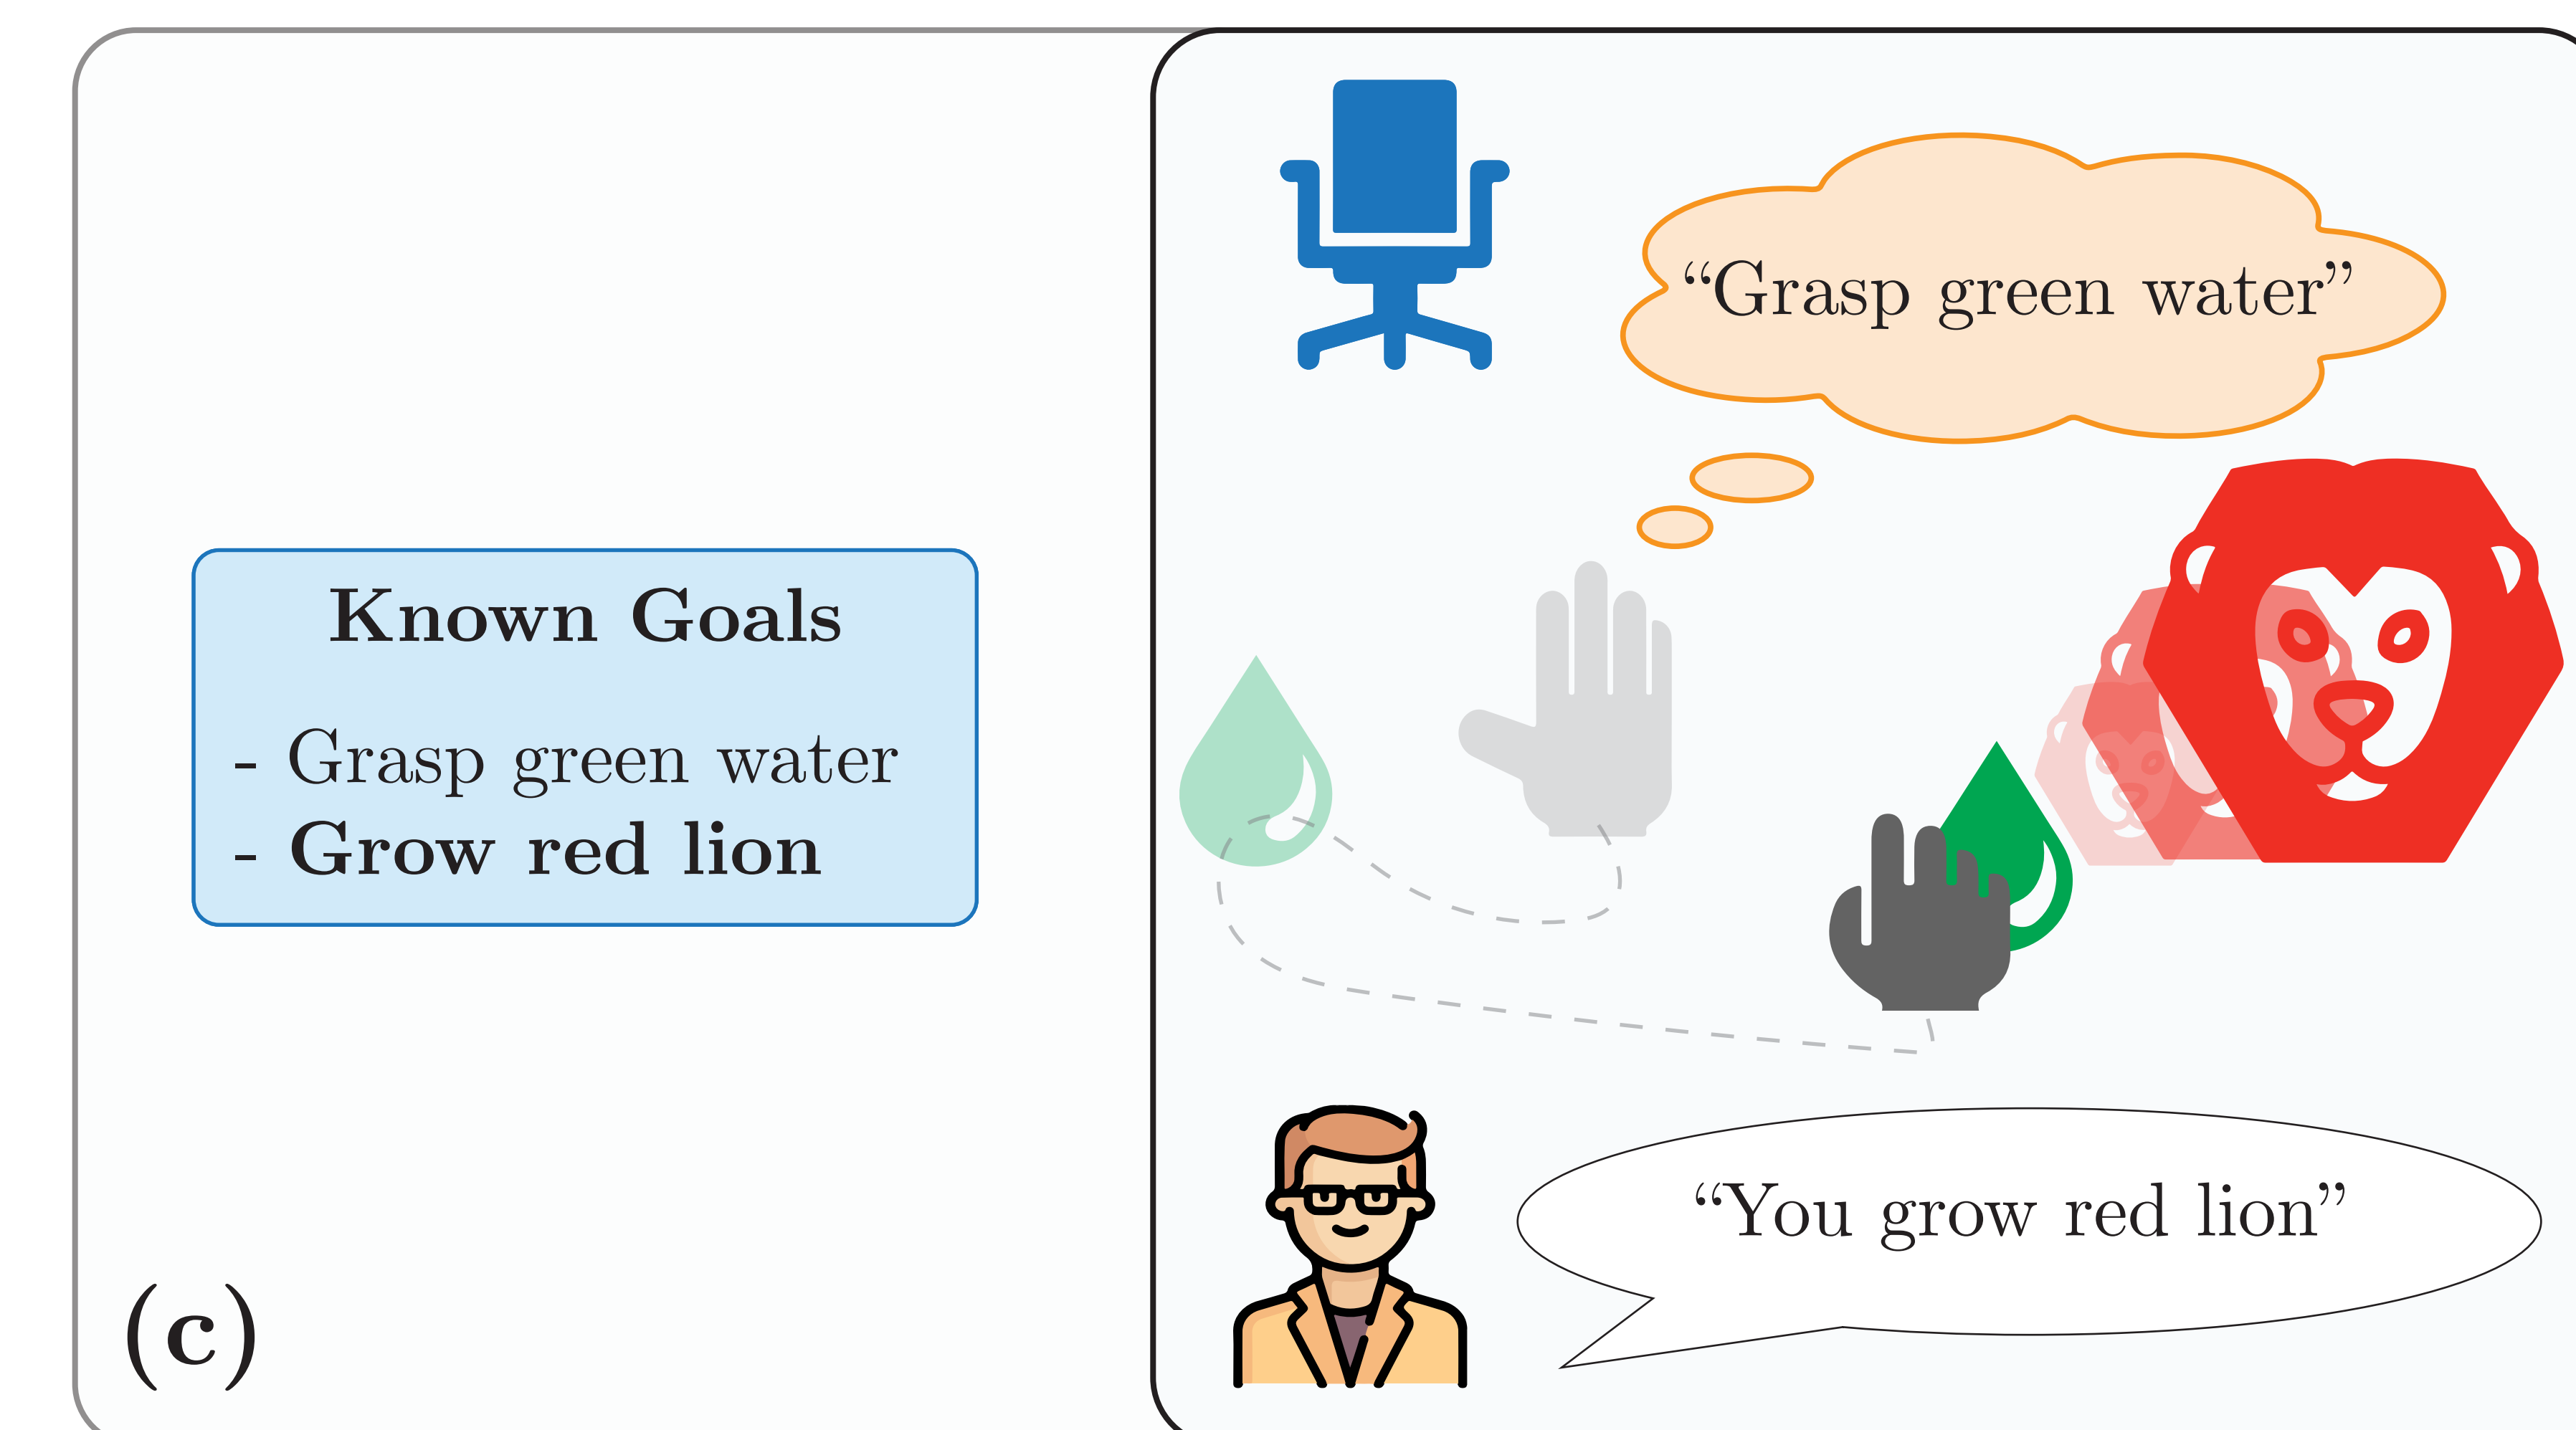 Known Goals
- Grasp green water
- Grow red lion
(c)
“Grasp green water”
“You grow red lion”